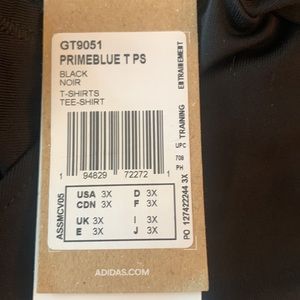 GT9051
PRIMEBLUE T PS
BLACK
NOIR
T-SHIRTS
TEE-SHIRT
TRAINING
ENTRAINEMENT
UPC
708
PH
1 94829 72272 1
ASSMCV05
USA 3X D 3X
CDN 3X F 3X
UK 3X I 3X
E 3X J 3X
PO 127422244 3X
ADIDAS.COM